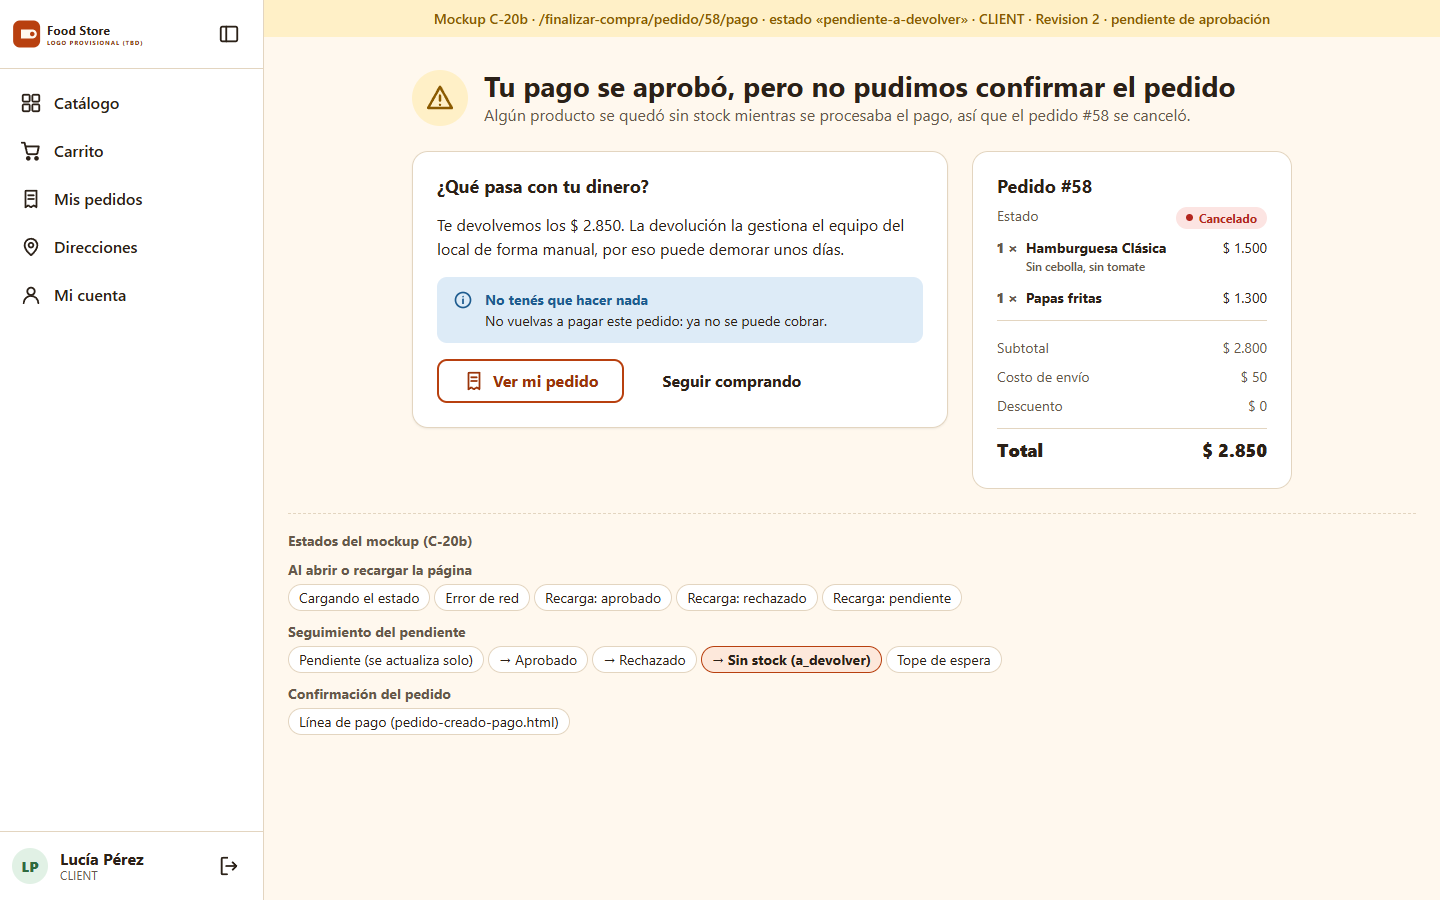 Mockup C-20b · /finalizar-compra/pedido/58/pago · estado «pendiente-a-devolver» · CLIENT · Revision 2 · pendiente de aprobación
Food Store
LOGO PROVISIONAL (TBD)
Catálogo
Carrito
Mis pedidos
Direcciones
Mi cuenta
LP
Lucía Pérez
CLIENT
Tu pago se aprobó, pero no pudimos confirmar el pedido
Algún producto se quedó sin stock mientras se procesaba el pago, así que el pedido #58 se canceló.
¿Qué pasa con tu dinero?
Te devolvemos los $ 2.850. La devolución la gestiona el equipo del
local de forma manual, por eso puede demorar unos días.
No tenés que hacer nada
No vuelvas a pagar este pedido: ya no se puede cobrar.
Ver mi pedido
Seguir comprando
Pedido #58
Estado Cancelado
1 × Hamburguesa Clásica $ 1.500
Sin cebolla, sin tomate
1 × Papas fritas $ 1.300
Subtotal $ 2.800
Costo de envío $ 50
Descuento $ 0
Total $ 2.850
Estados del mockup (C-20b)
Al abrir o recargar la página
Cargando el estado Error de red Recarga: aprobado Recarga: rechazado Recarga: pendiente
Seguimiento del pendiente
Pendiente (se actualiza solo) → Aprobado → Rechazado → Sin stock (a_devolver) Tope de espera
Confirmación del pedido
Línea de pago (pedido-creado-pago.html)